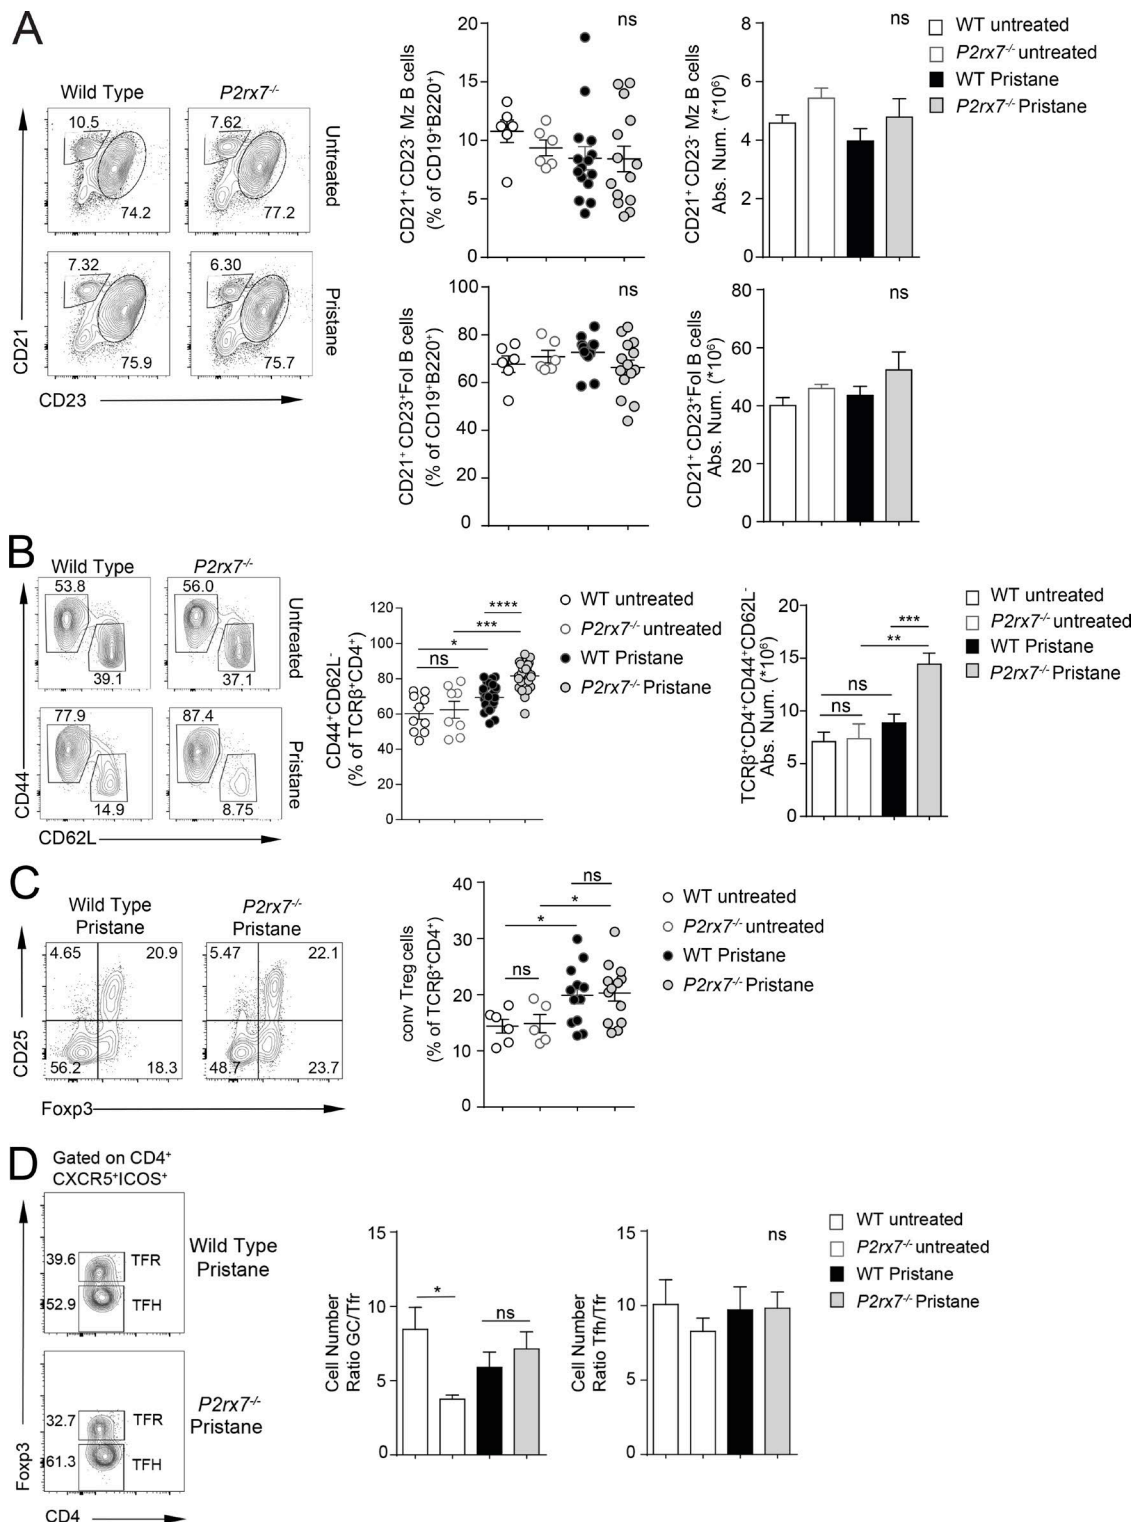 A
Wild Type
P2rx7-/-
10.5
7.62
74.2
77.2
Untreated
7.32
6.30
75.9
75.7
Pristane
CD21
CD23
20
15
10
5
0
ns
CD21+ CD23- Mz B cells
(% of CD19+B220+)
8
6
4
2
0
ns
CD21+ CD23- Mz B cells
Abs. Num. (*10⁶)
WT untreated
P2rx7-/- untreated
WT Pristane
P2rx7-/- Pristane
100
80
60
40
20
0
ns
CD21+ CD23+Fol B cells
(% of CD19+B220+)
80
60
40
20
0
ns
CD21+ CD23+Fol B cells
Abs. Num. (*10⁶)
B
Wild Type
P2rx7-/-
53.8
56.0
39.1
37.1
Untreated
77.9
87.4
14.9
8.75
Pristane
CD44
CD62L
120
100
80
60
40
20
0
****
***
*
ns
CD44+CD62L-
(% of TCRβ+CD4+)
WT untreated
P2rx7-/- untreated
WT Pristane
P2rx7-/- Pristane
20
15
10
5
0
***
**
ns
ns
TCRβ+CD4+CD44+CD62L-
Abs. Num. (*10⁶)
WT untreated
P2rx7-/- untreated
WT Pristane
P2rx7-/- Pristane
C
Wild Type
Pristane
P2rx7-/-
Pristane
4.65
20.9
5.47
22.1
56.2
18.3
48.7
23.7
CD25
Foxp3
40
30
20
10
0
ns
*
*
ns
conv Treg cells
(% of TCRβ+CD4+)
WT untreated
P2rx7-/- untreated
WT Pristane
P2rx7-/- Pristane
D
Gated on CD4+
CXCR5+ICOS+
39.6
TFR
52.9
TFH
Wild Type
Pristane
32.7
TFR
61.3
TFH
P2rx7-/-
Pristane
Foxp3
CD4
15
10
5
0
*
ns
Cell Number
Ratio GC/Tfr
15
10
5
0
ns
Cell Number
Ratio Tfh/Tfr
WT untreated
P2rx7-/- untreated
WT Pristane
P2rx7-/- Pristane